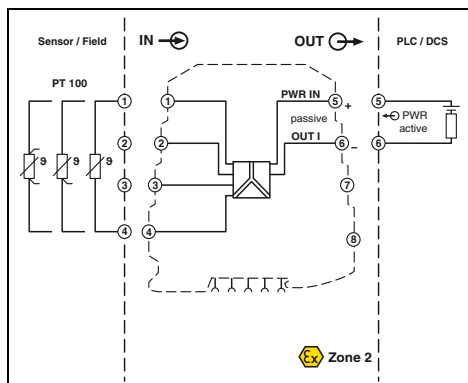 Sensor / Field IN OUT PLC / DCS
PT 100
1 1 PWR IN 5 + 5
passive PWR
active
2 2 OUT I 6 – 6
ϑ ϑ ϑ
3 3 7
4 4 8
Ex Zone 2